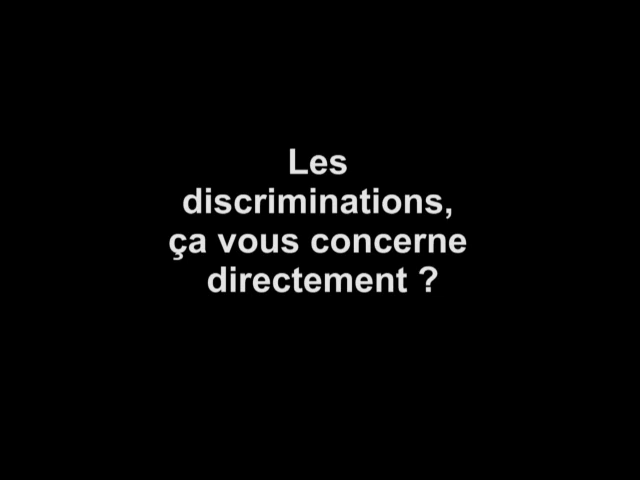 Les
discriminations,
ça vous concerne
directement ?